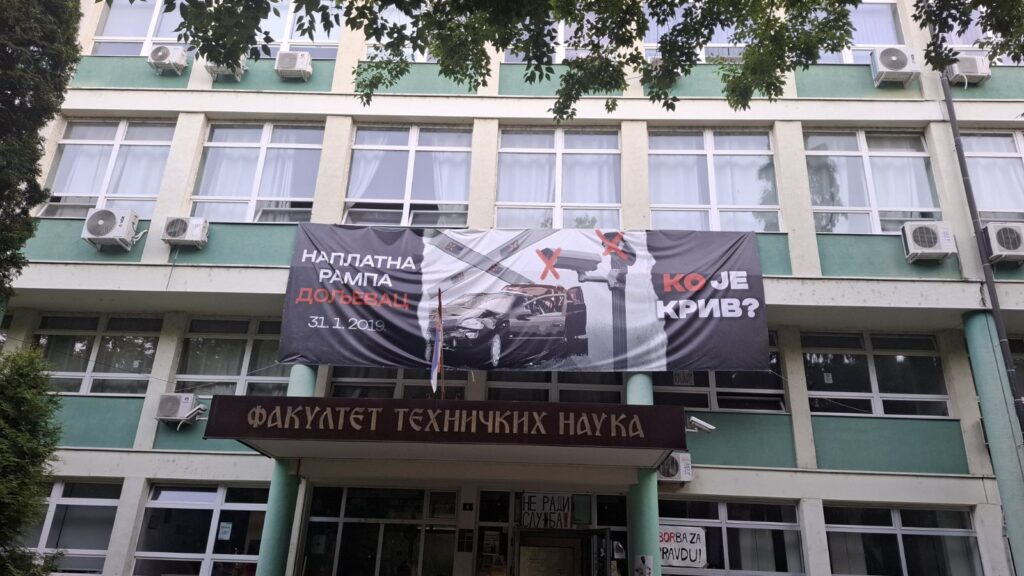 НАПЛАТНА
РАМПА
ДОЉЕВАЦ
31. 1. 2019.
КО ЈЕ
КРИВ?
ФАКУЛТЕТ ТЕХНИЧКИХ НАУКА
НЕ РАДИ
СЛУЖБА!
BORBA ZA
PRAVDU!